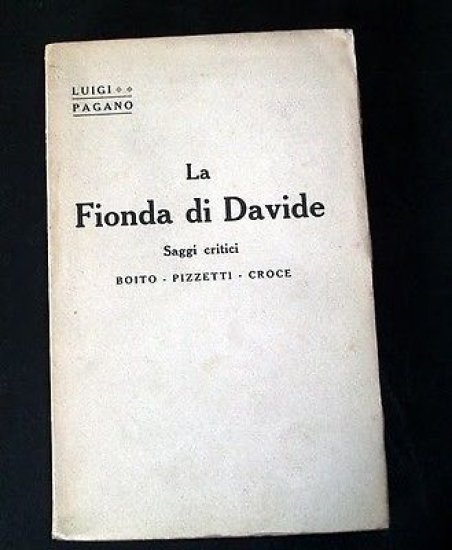 LUIGI
PAGANO
La
Fionda di Davide
Saggi critici
BOITO - PIZZETTI - CROCE